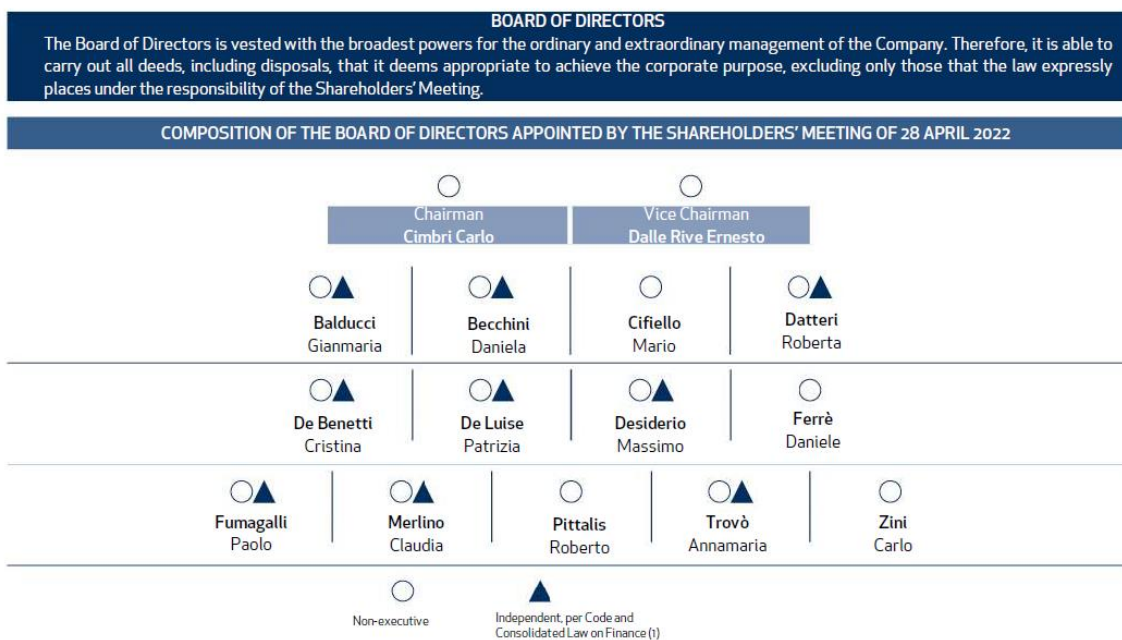 BOARD OF DIRECTORS
The Board of Directors is vested with the broadest powers for the ordinary and extraordinary management of the Company. Therefore, it is able to
carry out all deeds, including disposals, that it deems appropriate to achieve the corporate purpose, excluding only those that the law expressly
places under the responsibility of the Shareholders' Meeting.
COMPOSITION OF THE BOARD OF DIRECTORS APPOINTED BY THE SHAREHOLDERS' MEETING OF 28 APRIL 2022
Chairman
Cimbri Carlo
Vice Chairman
Dalle Rive Ernesto
Balducci
Gianmaria
Becchini
Daniela
Cifiello
Mario
Datteri
Roberta
De Benetti
Cristina
De Luise
Patrizia
Desiderio
Massimo
Ferrè
Daniele
Fumagalli
Paolo
Merlino
Claudia
Pittalis
Roberto
Trovò
Annamaria
Zini
Carlo
Non-executive
Independent, per Code and
Consolidated Law on Finance (1)